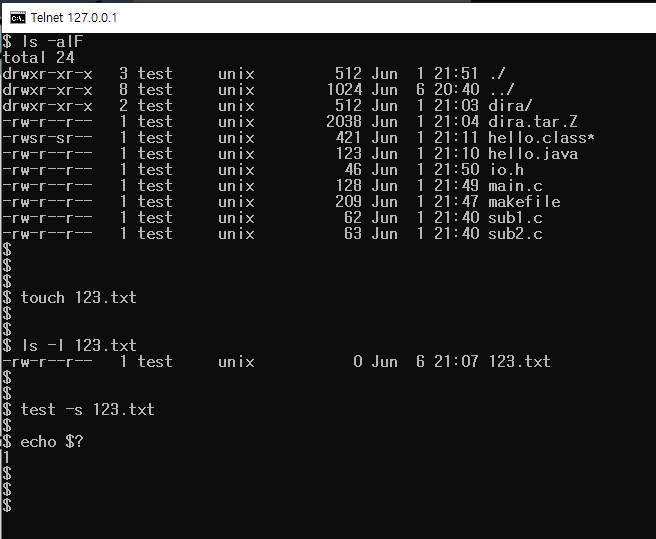 Telnet 127.0.0.1
$ ls -alF
total 24
drwxr-xr-x   3 test     unix         512 Jun  1 21:51 ./
drwxr-xr-x   8 test     unix        1024 Jun  6 20:40 ../
drwxr-xr-x   2 test     unix         512 Jun  1 21:03 dira/
-rw-r--r--   1 test     unix        2038 Jun  1 21:04 dira.tar.Z
-rwsr-sr--   1 test     unix         421 Jun  1 21:11 hello.class*
-rw-r--r--   1 test     unix         123 Jun  1 21:10 hello.java
-rw-r--r--   1 test     unix          46 Jun  1 21:50 io.h
-rw-r--r--   1 test     unix         128 Jun  1 21:49 main.c
-rw-r--r--   1 test     unix         209 Jun  1 21:47 makefile
-rw-r--r--   1 test     unix          62 Jun  1 21:40 sub1.c
-rw-r--r--   1 test     unix          63 Jun  1 21:40 sub2.c
$
$
$
$ touch 123.txt
$
$
$ ls -l 123.txt
-rw-r--r--   1 test     unix           0 Jun  6 21:07 123.txt
$
$
$ test -s 123.txt
$
$ echo $?
1
$
$
$